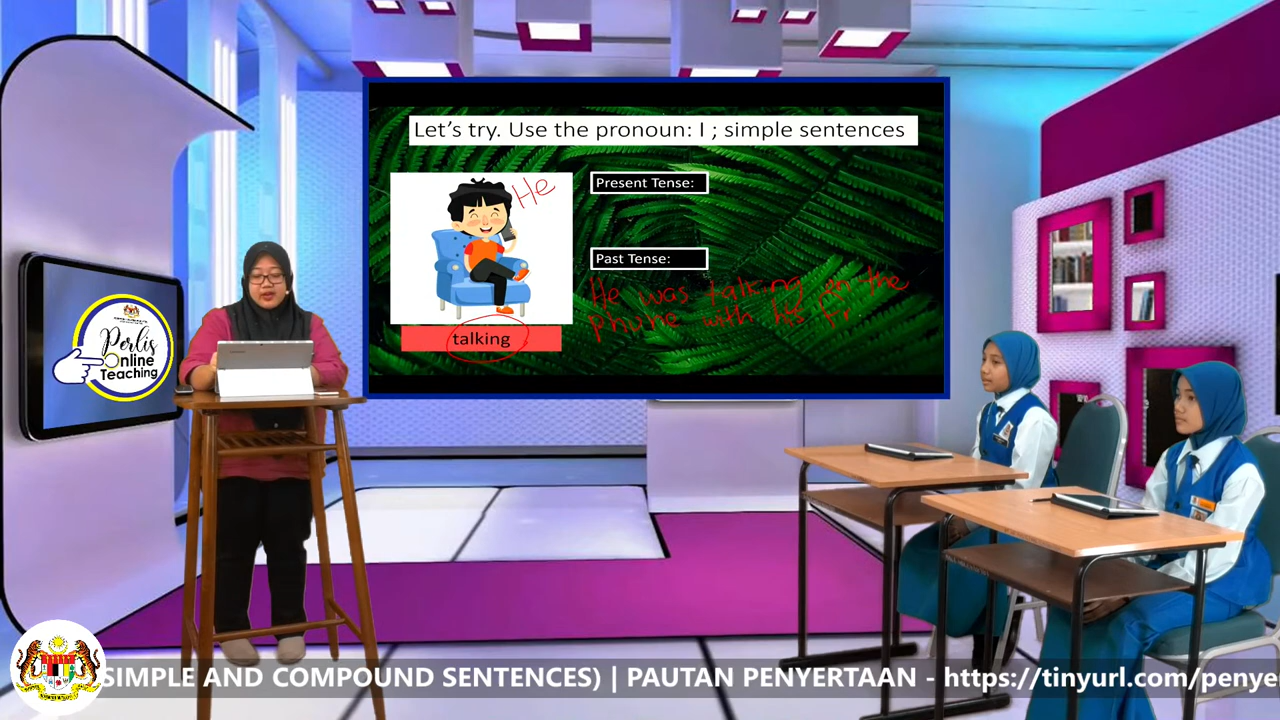 Let's try. Use the pronoun: I ; simple sentences
He
Present Tense:
Past Tense:
He was talking on the
phone with his fr
talking
Perlis
Online
Teaching
SIMPLE AND COMPOUND SENTENCES) | PAUTAN PENYERTAAN - https://tinyurl.com/penye